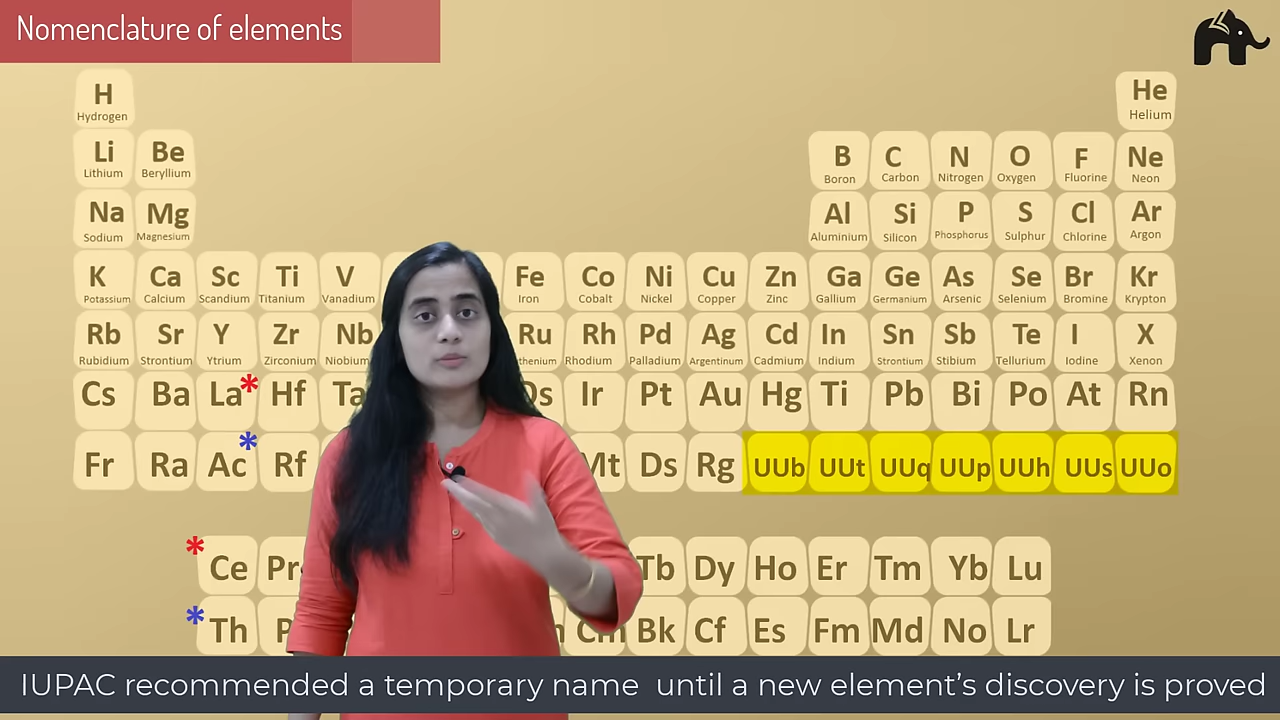 Nomenclature of elements
H He
Hydrogen Helium
Li Be B C N O F Ne
Lithium Beryllium Boron Carbon Nitrogen Oxygen Fluorine Neon
Na Mg Al Si P S Cl Ar
Sodium Magnesium Aluminium Silicon Phosphorus Sulphur Chlorine Argon
K Ca Sc Ti V Fe Co Ni Cu Zn Ga Ge As Se Br Kr
Potassium Calcium Scandium Titanium Vanadium Iron Cobalt Nickel Copper Zinc Gallium Germanium Arsenic Selenium Bromine Krypton
Rb Sr Y Zr Nb Ru Rh Pd Ag Cd In Sn Sb Te I X
Rubidium Strontium Ytrium Zirconium Niobium thenium Rhodium Palladium Argentinum Cadmium Indium Strontium Stibium Tellurium Iodine Xenon
Cs Ba La* Hf Ta Os Ir Pt Au Hg Ti Pb Bi Po At Rn
Fr Ra Ac* Rf Mt Ds Rg UUb UUt UUq UUp UUh UUs UUo
* Ce Pr Tb Dy Ho Er Tm Yb Lu
* Th Cm Bk Cf Es Fm Md No Lr
IUPAC recommended a temporary name until a new element's discovery is proved